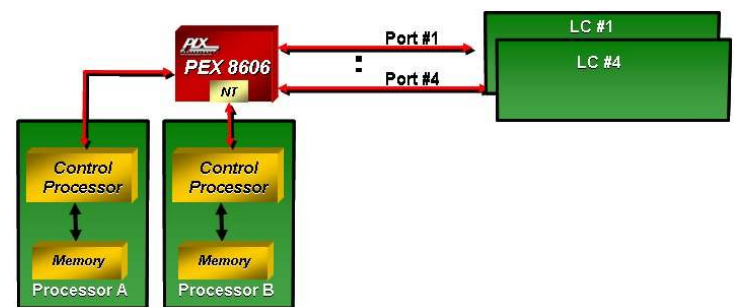 PLX
PEX 8606
NT
Port #1
:
Port #4
LC #1
LC #4
Control
Processor
Memory
Processor A
Control
Processor
Memory
Processor B